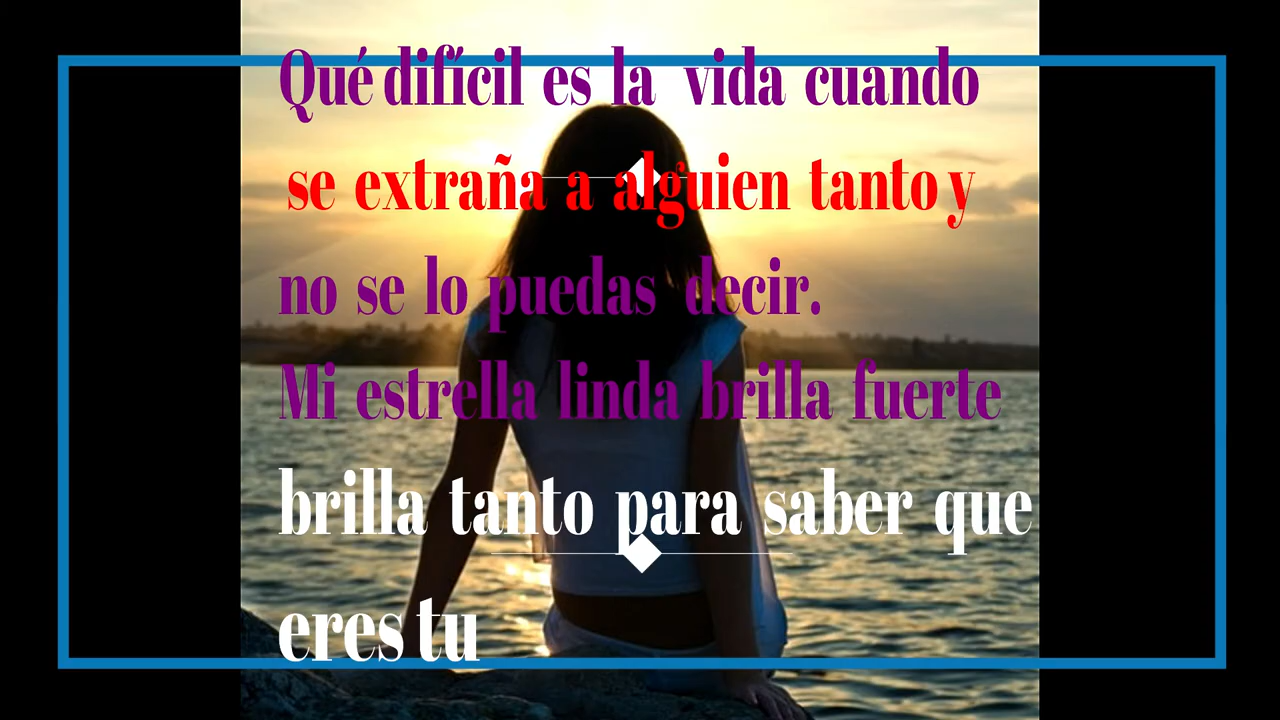 Qué difícil es la vida cuando
se extraña a alguien tanto y
no se lo puedas decir.
Mi estrella linda brilla fuerte
brilla tanto para saber que
eres tu